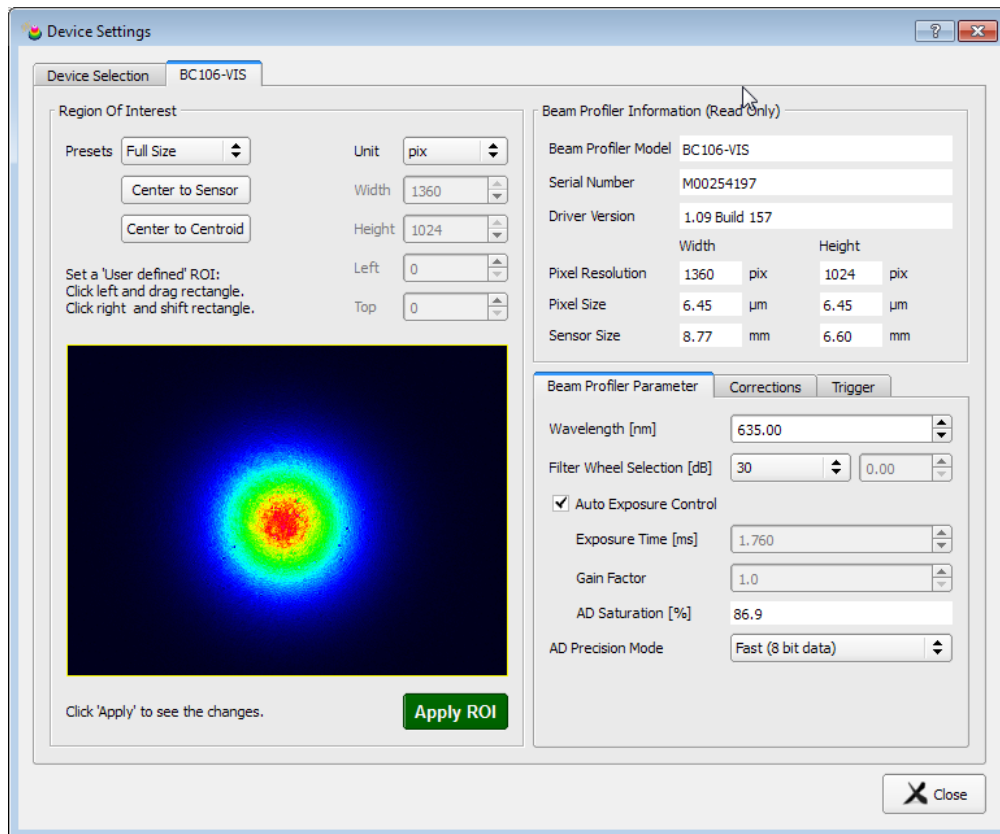 Device Settings
?
Device Selection
BC106-VIS
Region Of Interest
Presets Full Size
Unit pix
Center to Sensor
Width 1360
Center to Centroid
Height 1024
Set a 'User defined' ROI:
Click left and drag rectangle.
Click right and shift rectangle.
Left 0
Top 0
Click 'Apply' to see the changes.
Apply ROI
Beam Profiler Information (Read Only)
Beam Profiler Model BC106-VIS
Serial Number M00254197
Driver Version 1.09 Build 157
Width Height
Pixel Resolution 1360 pix 1024 pix
Pixel Size 6.45 µm 6.45 µm
Sensor Size 8.77 mm 6.60 mm
Beam Profiler Parameter Corrections Trigger
Wavelength [nm] 635.00
Filter Wheel Selection [dB] 30 0.00
Auto Exposure Control
Exposure Time [ms] 1.760
Gain Factor 1.0
AD Saturation [%] 86.9
AD Precision Mode Fast (8 bit data)
Close